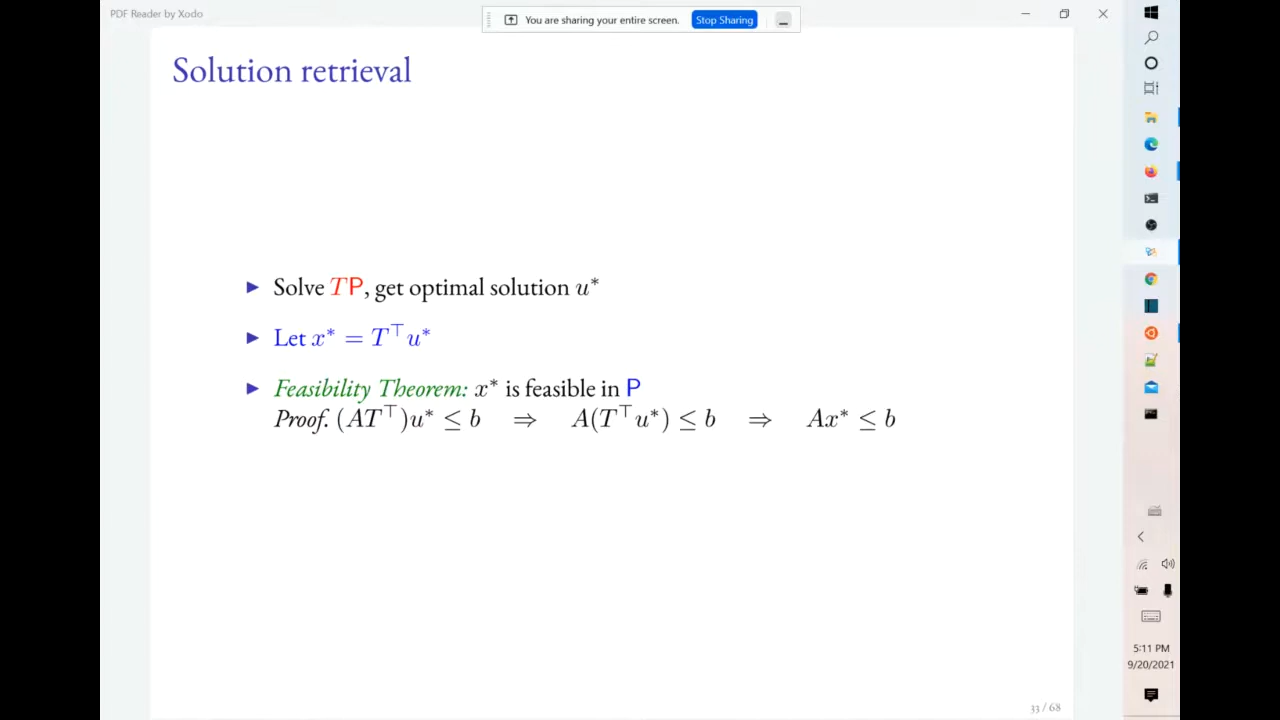 PDF Reader by Xodo
You are sharing your entire screen. Stop Sharing
Solution retrieval
▶ Solve TP, get optimal solution u*
▶ Let x* = T⊤u*
▶ Feasibility Theorem: x* is feasible in P
Proof. (AT⊤)u* ≤ b ⇒ A(T⊤u*) ≤ b ⇒ Ax* ≤ b
33 / 68
5:11 PM
9/20/2021